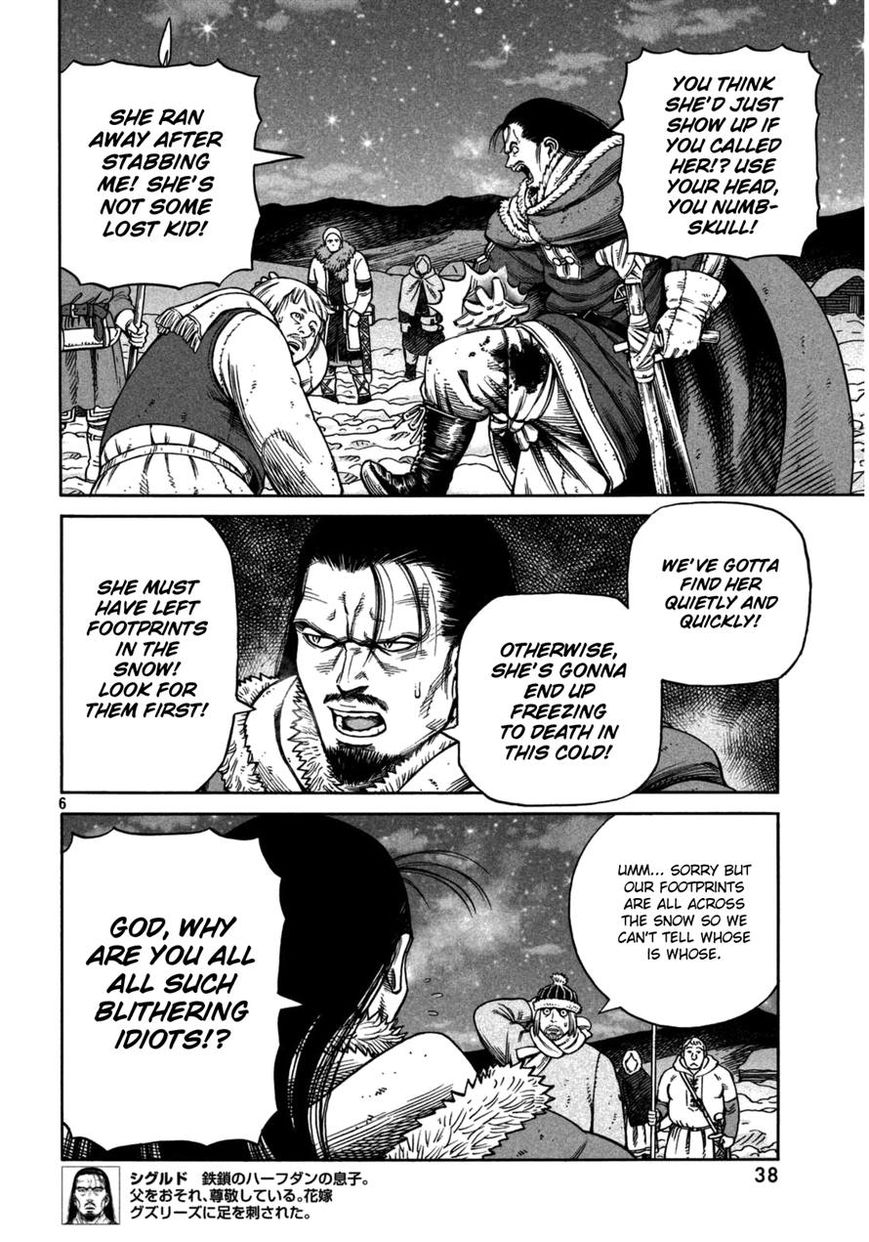 YOU THINK
SHE'D JUST
SHOW UP IF
YOU CALLED
HER!? USE
YOUR HEAD,
YOU NUMB-
SKULL!
SHE RAN
AWAY AFTER
STABBING
ME! SHE'S
NOT SOME
LOST KID!
WE'VE GOTTA
FIND HER
QUIETLY AND
QUICKLY!
OTHERWISE,
SHE'S GONNA
END UP
FREEZING
TO DEATH IN
THIS COLD!
SHE MUST
HAVE LEFT
FOOTPRINTS
IN THE
SNOW!
LOOK FOR
THEM FIRST!
6
UMM... SORRY BUT
OUR FOOTPRINTS
ARE ALL ACROSS
THE SNOW SO WE
CAN'T TELL WHOSE
IS WHOSE.
GOD, WHY
ARE YOU ALL
ALL SUCH
BLITHERING
IDIOTS!?
シグルド 鉄鎖のハーフダンの息子。
父をおそれ、尊敬している。花嫁
グズリーズに足を刺された。
38